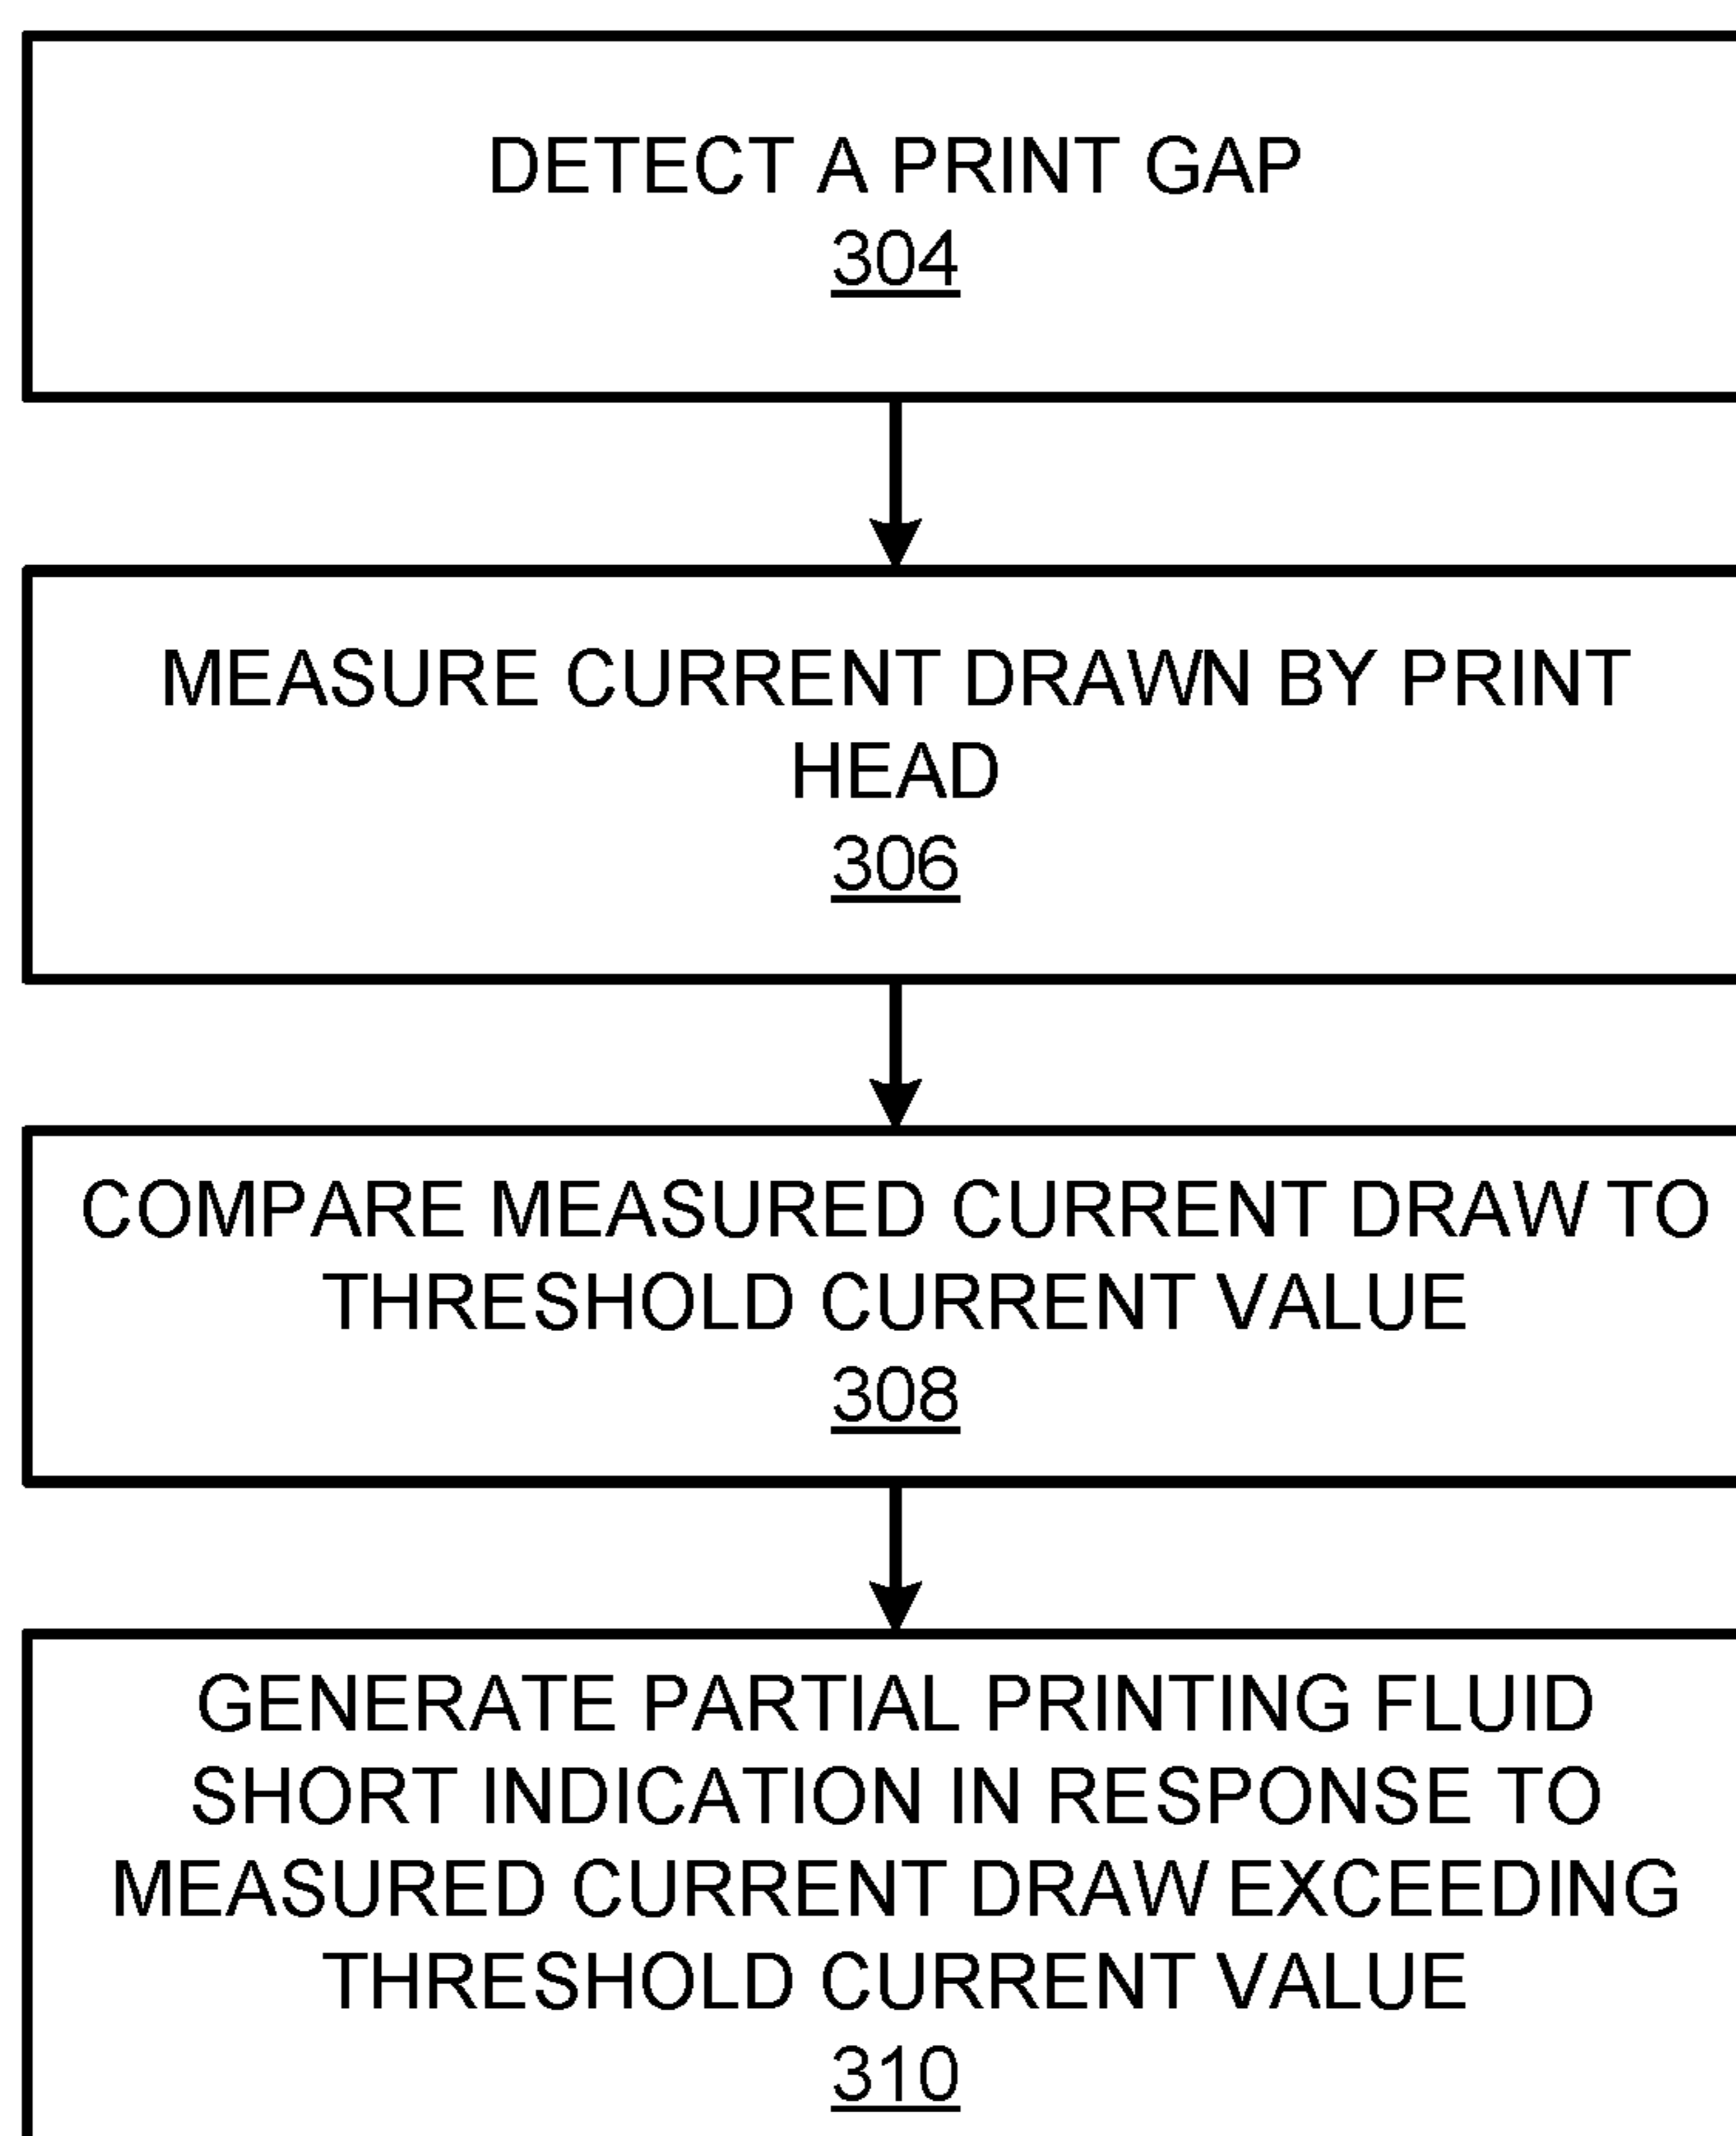 DETECT A PRINT GAP
304
MEASURE CURRENT DRAWN BY PRINT
HEAD
306
COMPARE MEASURED CURRENT DRAW TO
THRESHOLD CURRENT VALUE
308
GENERATE PARTIAL PRINTING FLUID
SHORT INDICATION IN RESPONSE TO
MEASURED CURRENT DRAW EXCEEDING
THRESHOLD CURRENT VALUE
310